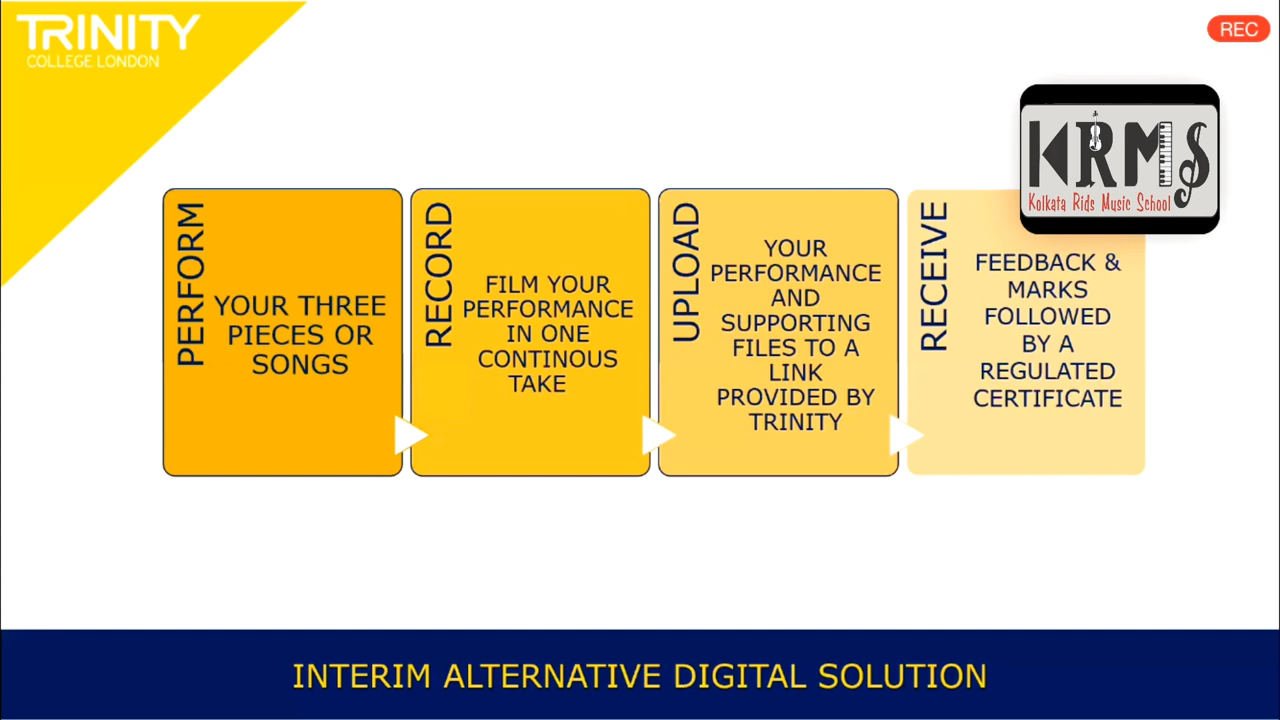 TRINITY
COLLEGE LONDON
REC
KRMS
Kolkata Rids Music School
PERFORM
YOUR THREE
PIECES OR
SONGS
RECORD
FILM YOUR
PERFORMANCE
IN ONE
CONTINOUS
TAKE
UPLOAD
YOUR
PERFORMANCE
AND
SUPPORTING
FILES TO A
LINK
PROVIDED BY
TRINITY
RECEIVE
FEEDBACK &
MARKS
FOLLOWED
BY A
REGULATED
CERTIFICATE
INTERIM ALTERNATIVE DIGITAL SOLUTION